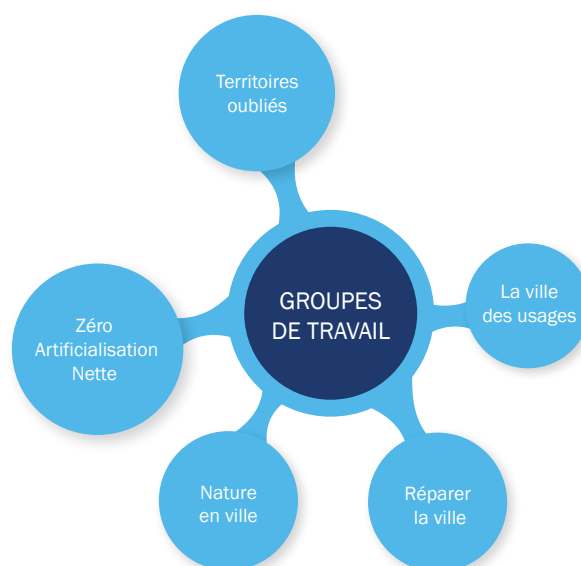 Territoires
oubliés
GROUPES
DE TRAVAIL
La ville
des usages
Zéro
Artificialisation
Nette
Nature
en ville
Réparer
la ville